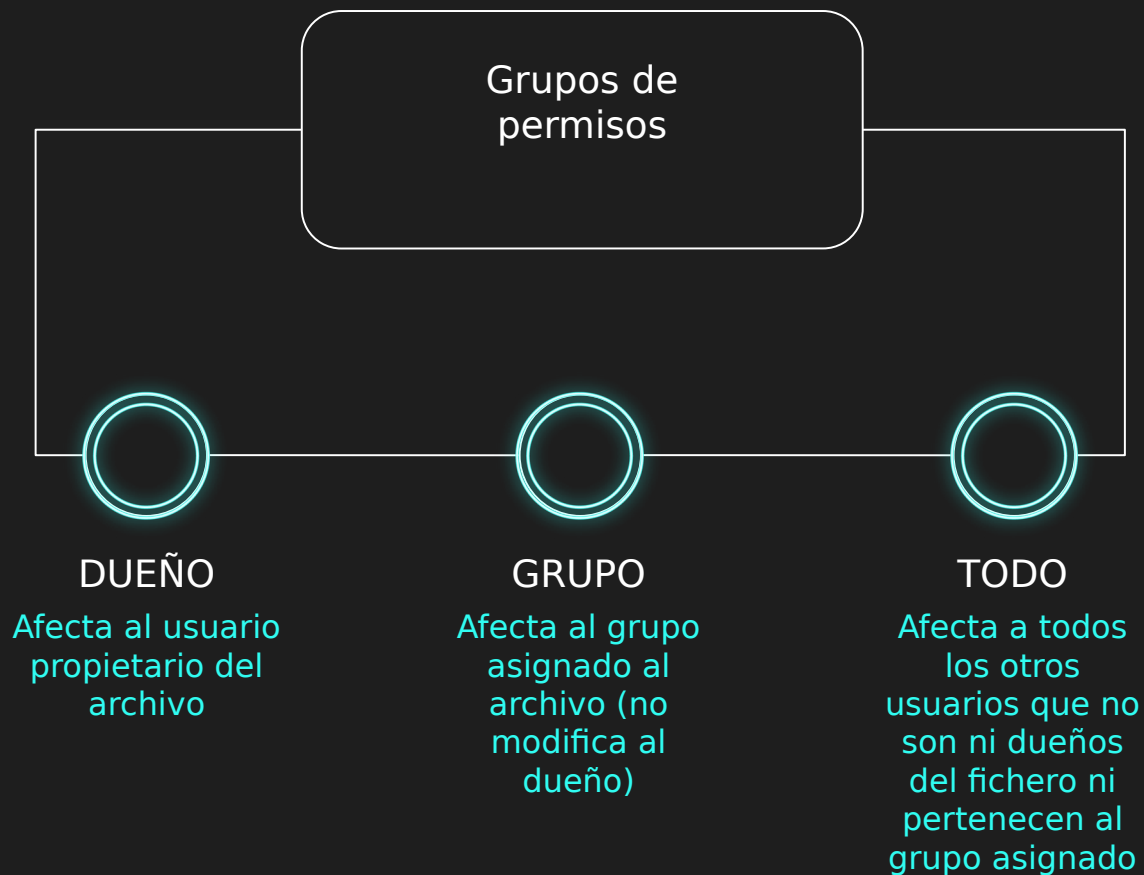 Grupos de
permisos
DUEÑO
Afecta al usuario
propietario del
archivo
GRUPO
Afecta al grupo
asignado al
archivo (no
modifica al
dueño)
TODO
Afecta a todos
los otros
usuarios que no
son ni dueños
del fichero ni
pertenecen al
grupo asignado